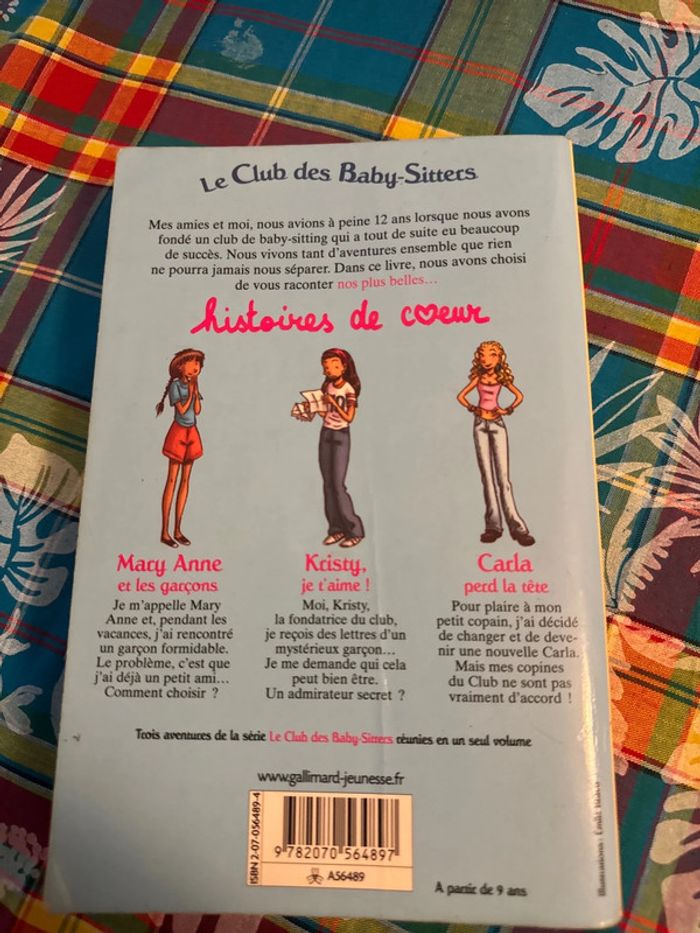 Le Club des Baby-Sitters
Mes amies et moi, nous avions à peine 12 ans lorsque nous avons
fondé un club de baby-sitting qui a tout de suite eu beaucoup
de succès. Nous vivons tant d'aventures ensemble que rien
ne pourra jamais nous séparer. Dans ce livre, nous avons choisi
de vous raconter nos plus belles...
histoires de cœur
Mary Anne
et les garçons
Je m'appelle Mary
Anne et, pendant les
vacances, j'ai rencontré
un garçon formidable.
Le problème, c'est que
j'ai déjà un petit ami...
Comment choisir ?
Kristy,
je t'aime !
Moi, Kristy,
la fondatrice du club,
je reçois des lettres d'un
mystérieux garçon...
Je me demande qui cela
peut bien être.
Un admirateur secret ?
Carla
perd la tête
Pour plaire à mon
petit copain, j'ai décidé
de changer et de deve-
nir une nouvelle Carla.
Mais mes copines
du Club ne sont pas
vraiment d'accord !
Trois aventures de la série Le Club des Baby-Sitters réunies en un seul volume
www.gallimard-jeunesse.fr
ISBN 2-07-056489-4
9 782070 564897
A56489
A partir de 9 ans
Illustrations : Émile Bravo